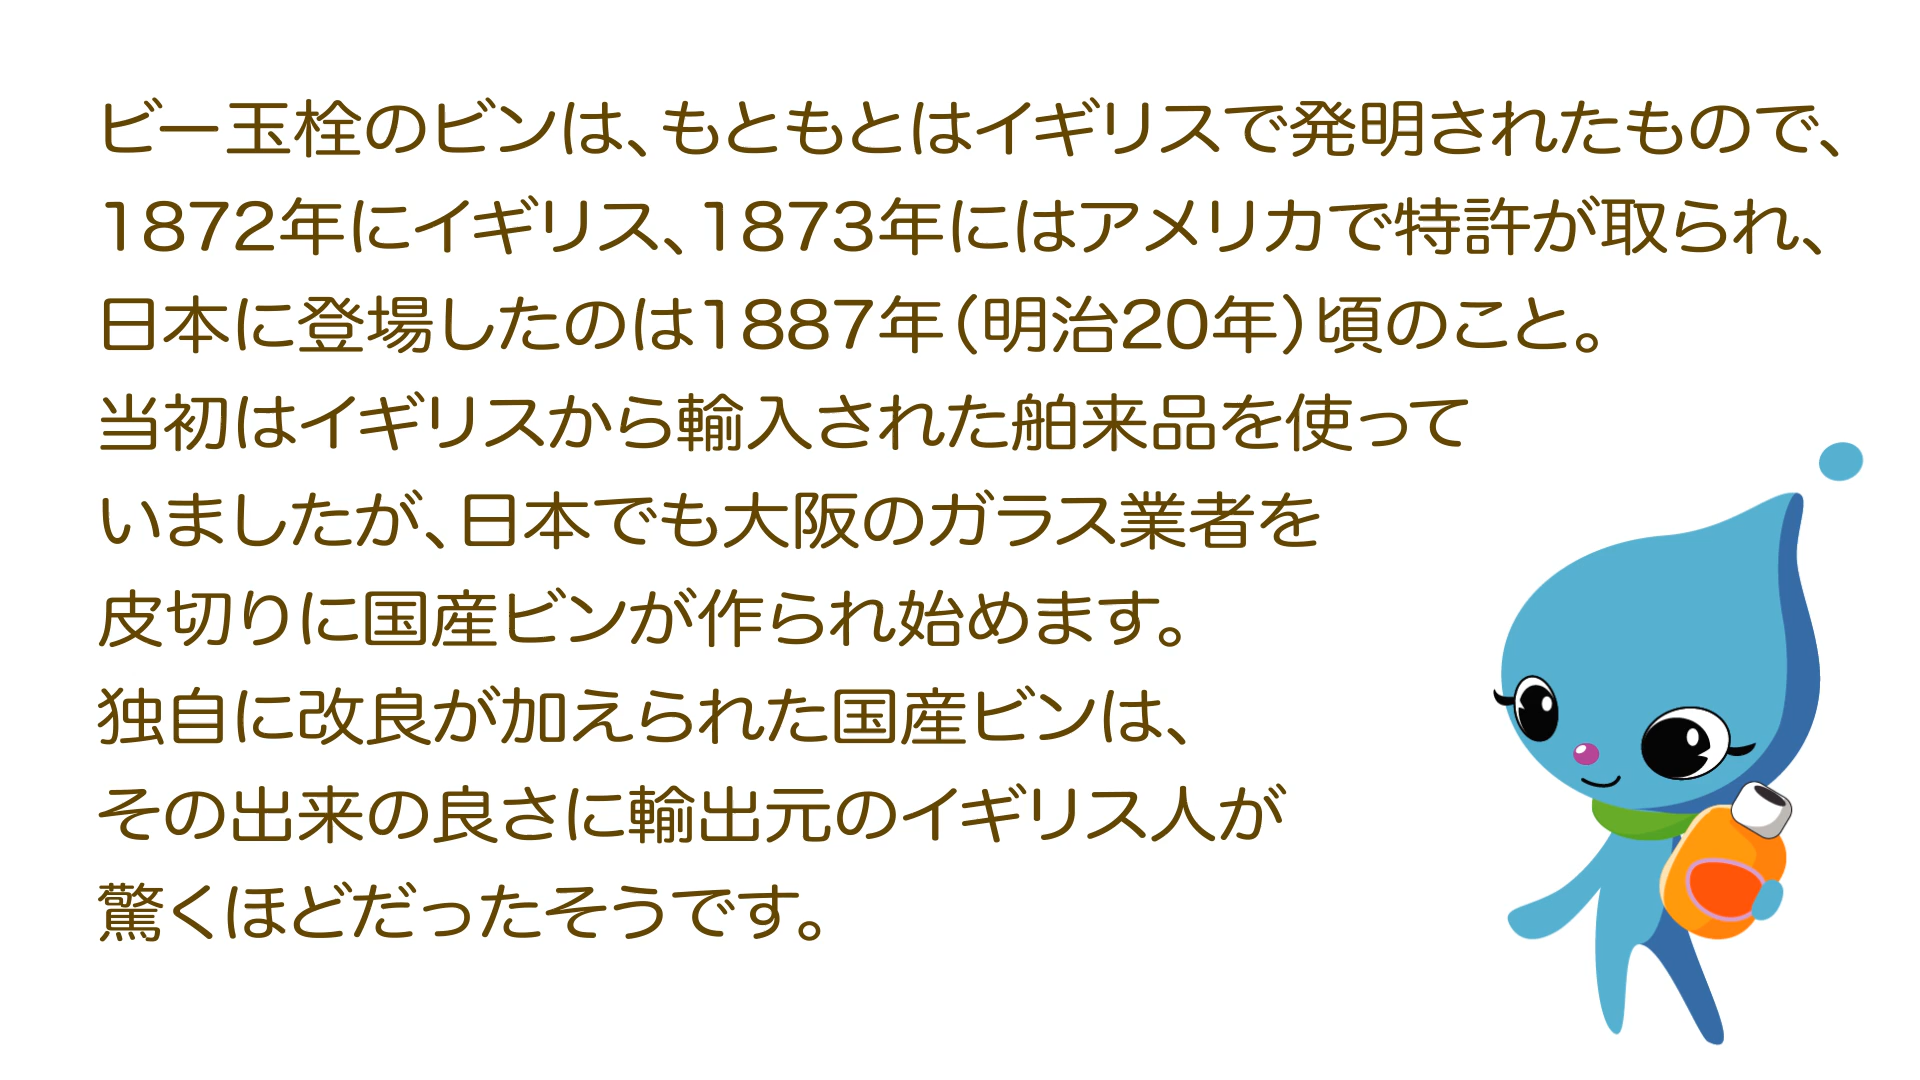 ビー玉栓のビンは、もともとはイギリスで発明されたもので、
1872年にイギリス、1873年にはアメリカで特許が取られ、
日本に登場したのは1887年（明治20年）頃のこと。
当初はイギリスから輸入された舶来品を使って
いましたが、日本でも大阪のガラス業者を
皮切りに国産ビンが作られ始めます。
独自に改良が加えられた国産ビンは、
その出来の良さに輸出元のイギリス人が
驚くほどだったそうです。